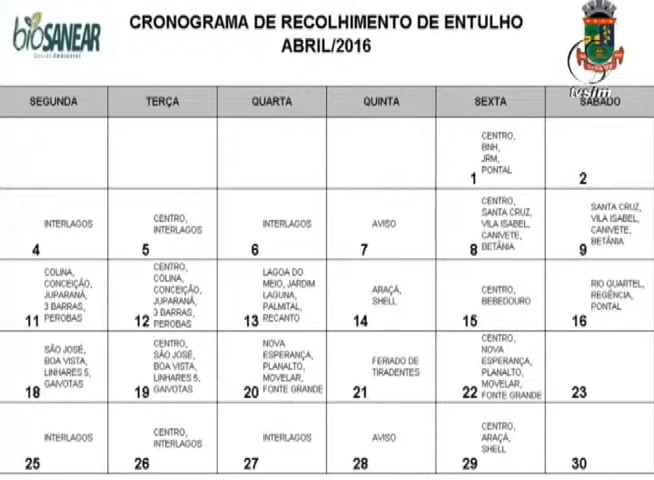 bioSANEAR
Gestão Ambiental
CRONOGRAMA DE RECOLHIMENTO DE ENTULHO
ABRIL/2016
SEGUNDA TERÇA QUARTA QUINTA SEXTA SÁBADO
CENTRO,
BNH,
JRM,
PONTAL
1
2
INTERLAGOS
4
CENTRO,
INTERLAGOS
5
INTERLAGOS
6
AVISO
7
CENTRO,
SANTA CRUZ,
VILA ISABEL,
CANIVETE,
BETÂNIA
8
SANTA CRUZ,
VILA ISABEL,
CANIVETE,
BETÂNIA
9
COLINA,
CONCEIÇÃO,
JUPARANÃ,
3 BARRAS,
PEROBAS
11
CENTRO,
COLINA,
CONCEIÇÃO,
JUPARANÃ,
3 BARRAS,
PEROBAS
12
LAGOA DO
MEIO, JARDIM
LAGUNA,
PALMITAL,
RECANTO
13
ARAÇÁ,
SHELL
14
CENTRO,
BEBEDOURO
15
RIO QUARTEL,
REGÊNCIA,
PONTAL
16
SÃO JOSÉ,
BOA VISTA,
LINHARES 5,
GAIVOTAS
18
CENTRO,
SÃO JOSÉ,
BOA VISTA,
LINHARES 5,
GAIVOTAS
19
NOVA
ESPERANÇA,
PLANALTO,
MOVELAR,
FONTE GRANDE
20
FERIADO DE
TIRADENTES
21
CENTRO,
NOVA
ESPERANÇA,
PLANALTO,
MOVELAR,
FONTE GRANDE
22
23
INTERLAGOS
25
CENTRO,
INTERLAGOS
26
INTERLAGOS
27
AVISO
28
CENTRO,
ARAÇÁ,
SHELL
29
30